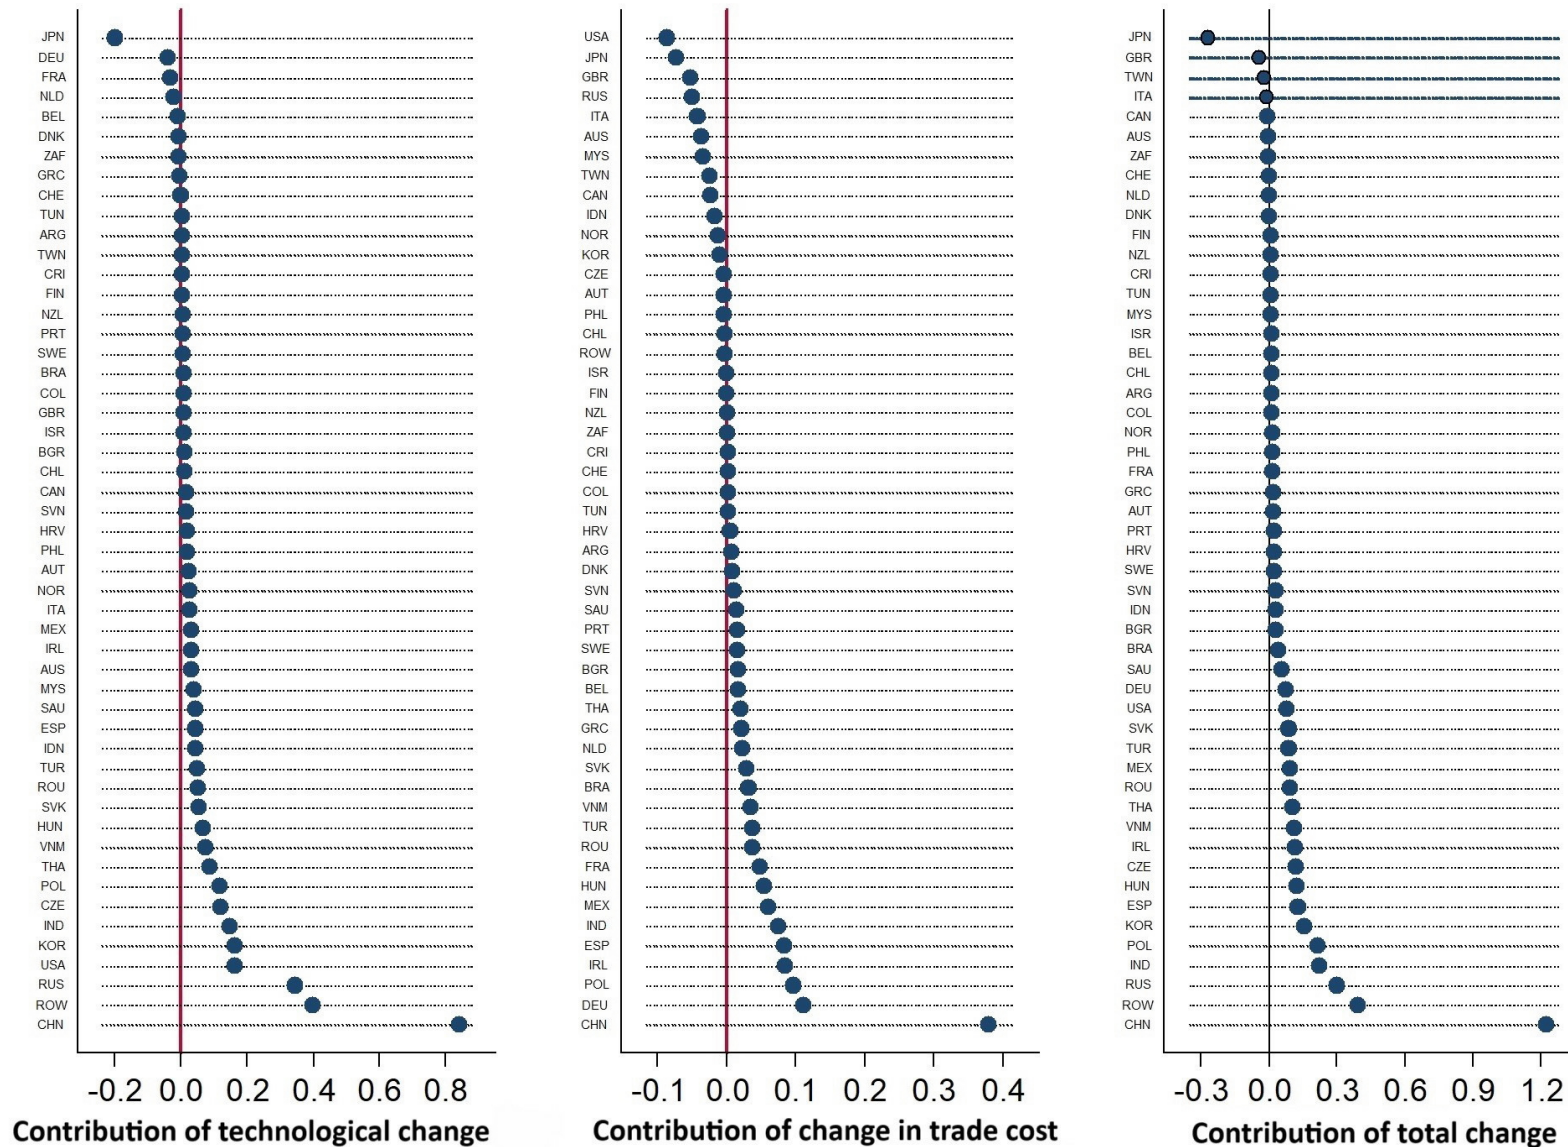 JPN
DEU
FRA
NLD
BEL
DNK
ZAF
GRC
CHE
TUN
ARG
TWN
CRI
FIN
NZL
PRT
SWE
BRA
COL
GBR
ISR
BGR
CHL
CAN
SVN
HRV
PHL
AUT
NOR
ITA
MEX
IRL
AUS
MYS
SAU
ESP
IDN
TUR
ROU
SVK
HUN
VNM
THA
POL
CZE
IND
KOR
USA
RUS
ROW
CHN
-0.2 0.0 0.2 0.4 0.6 0.8
Contribution of technological change
USA
JPN
GBR
RUS
ITA
AUS
MYS
TWN
CAN
IDN
NOR
KOR
CZE
AUT
PHL
CHL
ROW
ISR
FIN
NZL
ZAF
CRI
CHE
COL
TUN
HRV
ARG
DNK
SVN
SAU
PRT
SWE
BGR
BEL
THA
GRC
NLD
SVK
BRA
VNM
TUR
ROU
FRA
HUN
MEX
IND
ESP
IRL
POL
DEU
CHN
-0.1 0.0 0.1 0.2 0.3 0.4
Contribution of change in trade cost
JPN
GBR
TWN
ITA
CAN
AUS
ZAF
CHE
NLD
DNK
FIN
NZL
CRI
TUN
MYS
ISR
BEL
CHL
ARG
COL
NOR
PHL
FRA
GRC
AUT
PRT
HRV
SWE
SVN
IDN
BGR
BRA
SAU
DEU
USA
SVK
TUR
MEX
ROU
THA
VNM
IRL
CZE
HUN
ESP
KOR
POL
IND
RUS
ROW
CHN
-0.3 0.0 0.3 0.6 0.9 1.2
Contribution of total change